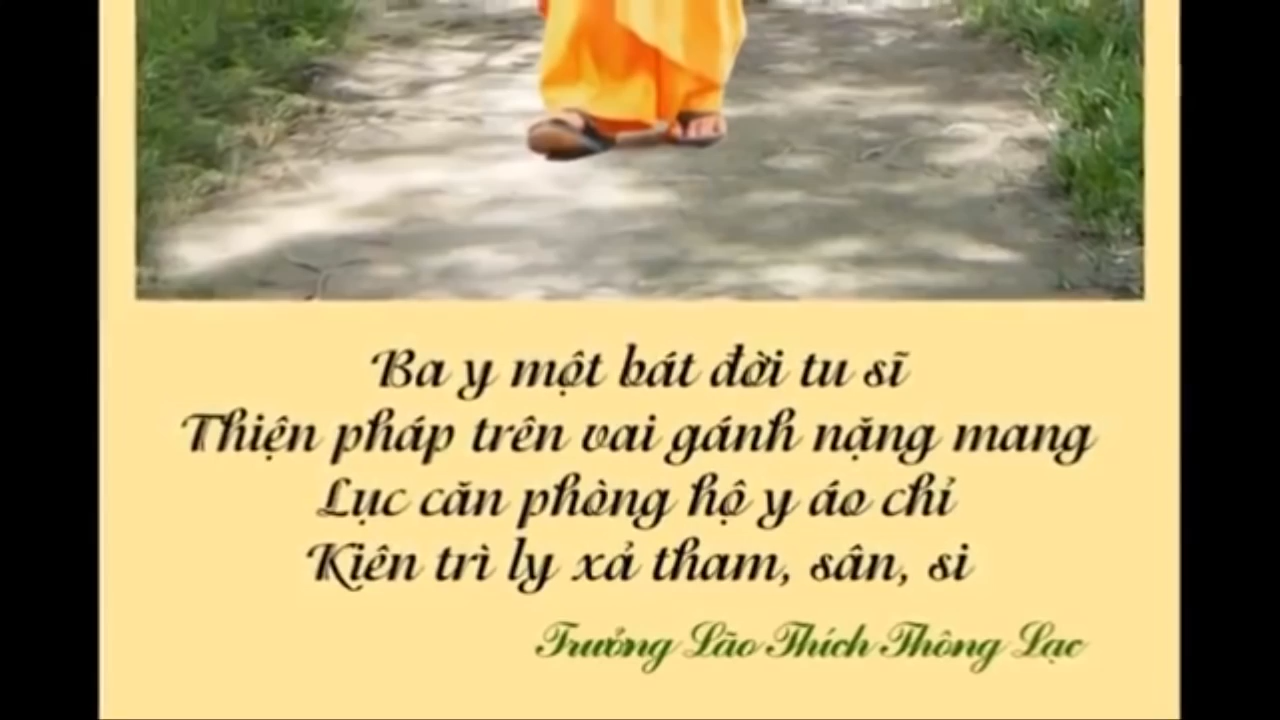 Ba y một bát đời tu sĩ
Thiện pháp trên vai gánh nặng mang
Lục căn phòng hộ y áo chỉ
Kiên trì ly xả tham, sân, si
Trưởng Lão Thích Thông Lạc